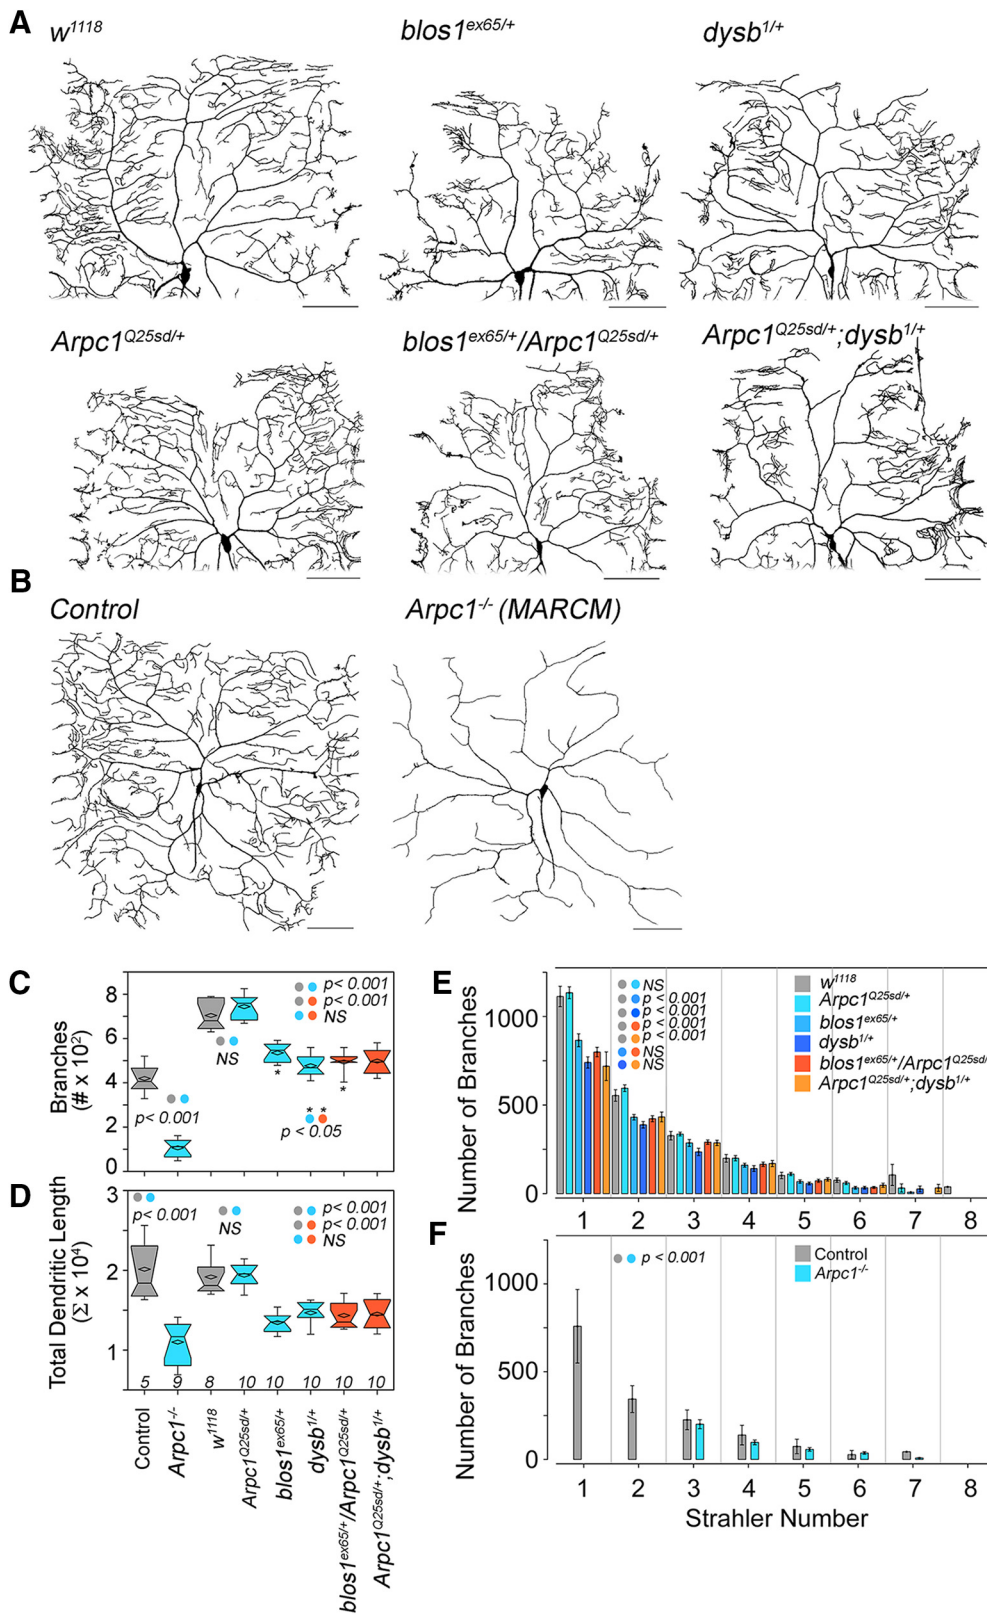 A
w1118
blos1ex65/+
dysb1/+
Arpc1Q25sd/+
blos1ex65/+/Arpc1Q25sd/+
Arpc1Q25sd/+;dysb1/+
B
Control
Arpc1-/- (MARCM)
C
Branches
(# x 10²)
8
6
4
2
0
p< 0.001
p< 0.001
NS
NS
p< 0.001
*
* *
*
p < 0.05
D
Total Dendritic Length
(Σ x 10⁴)
3
2
1
p< 0.001
NS
p< 0.001
p< 0.001
NS
5 9 8 10 10 10 10 10
Control
Arpc1-/-
w1118
Arpc1Q25sd/+
blos1ex65/+
dysb1/+
blos1ex65/+/Arpc1Q25sd/+
Arpc1Q25sd/+;dysb1/+
E
Number of Branches
1000
500
0
NS
p < 0.001
p < 0.001
p < 0.001
NS
NS
w1118
Arpc1Q25sd/+
blos1ex65/+
dysb1/+
blos1ex65/+/Arpc1Q25sd/
Arpc1Q25sd/+;dysb1/+
1 2 3 4 5 6 7 8
F
Number of Branches
1000
500
0
p < 0.001
Control
Arpc1-/-
1 2 3 4 5 6 7 8
Strahler Number